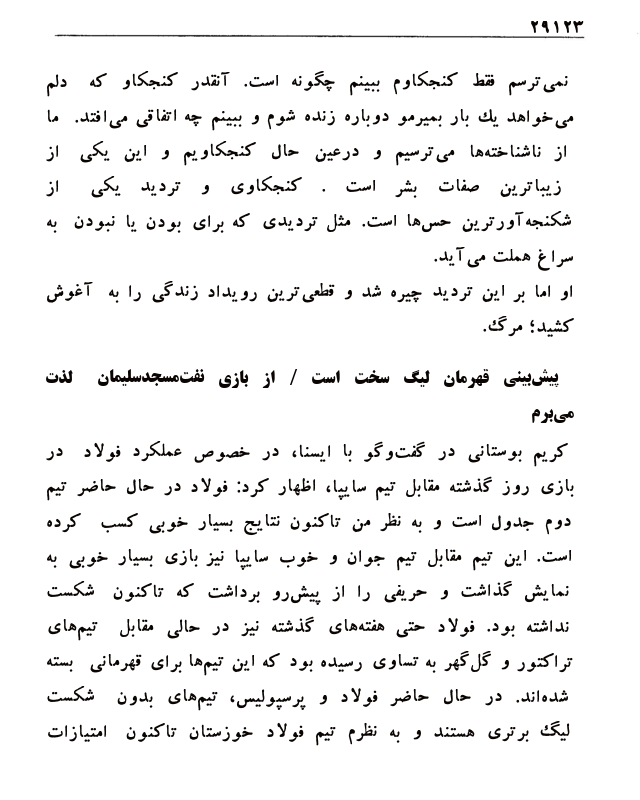 ۲۹۱۲۳
نمی‌ترسم فقط کنجکاوم ببینم چگونه است. آنقدر کنجکاو که دلم
می‌خواهد یك بار بمیرمو دوباره زنده شوم و ببینم چه اتفاقی می‌افتد. ما
از ناشناخته‌ها می‌ترسیم و درعین حال کنجکاویم و این یکی از
زیباترین صفات بشر است . کنجکاوی و تردید یکی از
شکنجه‌آورترین حس‌ها است. مثل تردیدی که برای بودن یا نبودن به
سراغ هملت می‌آید.
او اما بر این تردید چیره شد و قطعی‌ترین رویداد زندگی را به آغوش
کشید؛ مرگ.
پیش‌بینی قهرمان لیگ سخت است / از بازی نفت‌مسجدسلیمان لذت
می‌برم
کریم بوستانی در گفت‌وگو با ایسنا، در خصوص عملکرد فولاد در
بازی روز گذشته مقابل تیم سایپا، اظهار کرد: فولاد در حال حاضر تیم
دوم جدول است و به نظر من تاکنون نتایج بسیار خوبی کسب کرده
است. این تیم مقابل تیم جوان و خوب سایپا نیز بازی بسیار خوبی به
نمایش گذاشت و حریفی را از پیش‌رو برداشت که تاکنون شکست
نداشته بود. فولاد حتی هفته‌های گذشته نیز در حالی مقابل تیم‌های
تراکتور و گل‌گهر به تساوی رسیده بود که این تیم‌ها برای قهرمانی بسته
شده‌اند. در حال حاضر فولاد و پرسپولیس، تیم‌های بدون شکست
لیگ برتری هستند و به نظرم تیم فولاد خوزستان تاکنون امتیازات